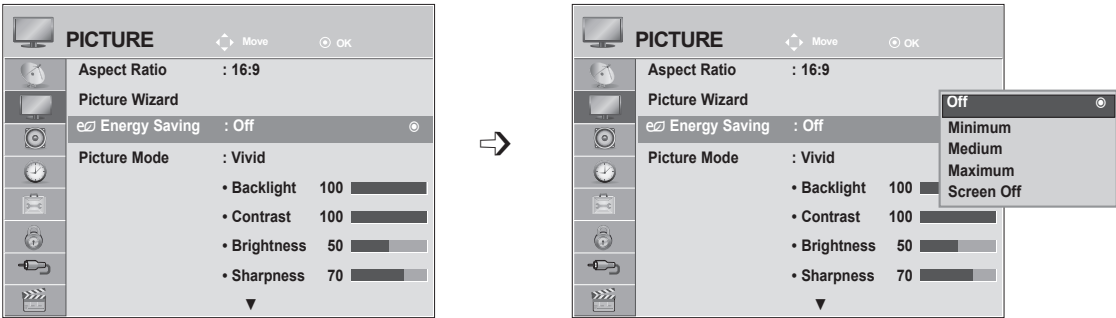 PICTURE Move OK
Aspect Ratio : 16:9
Picture Wizard
Energy Saving : Off
Picture Mode : Vivid
• Backlight 100
• Contrast 100
• Brightness 50
• Sharpness 70
PICTURE Move OK
Aspect Ratio : 16:9
Picture Wizard
Energy Saving : Off
Picture Mode : Vivid
• Backlight 100
• Contrast 100
• Brightness 50
• Sharpness 70
Off
Minimum
Medium
Maximum
Screen Off